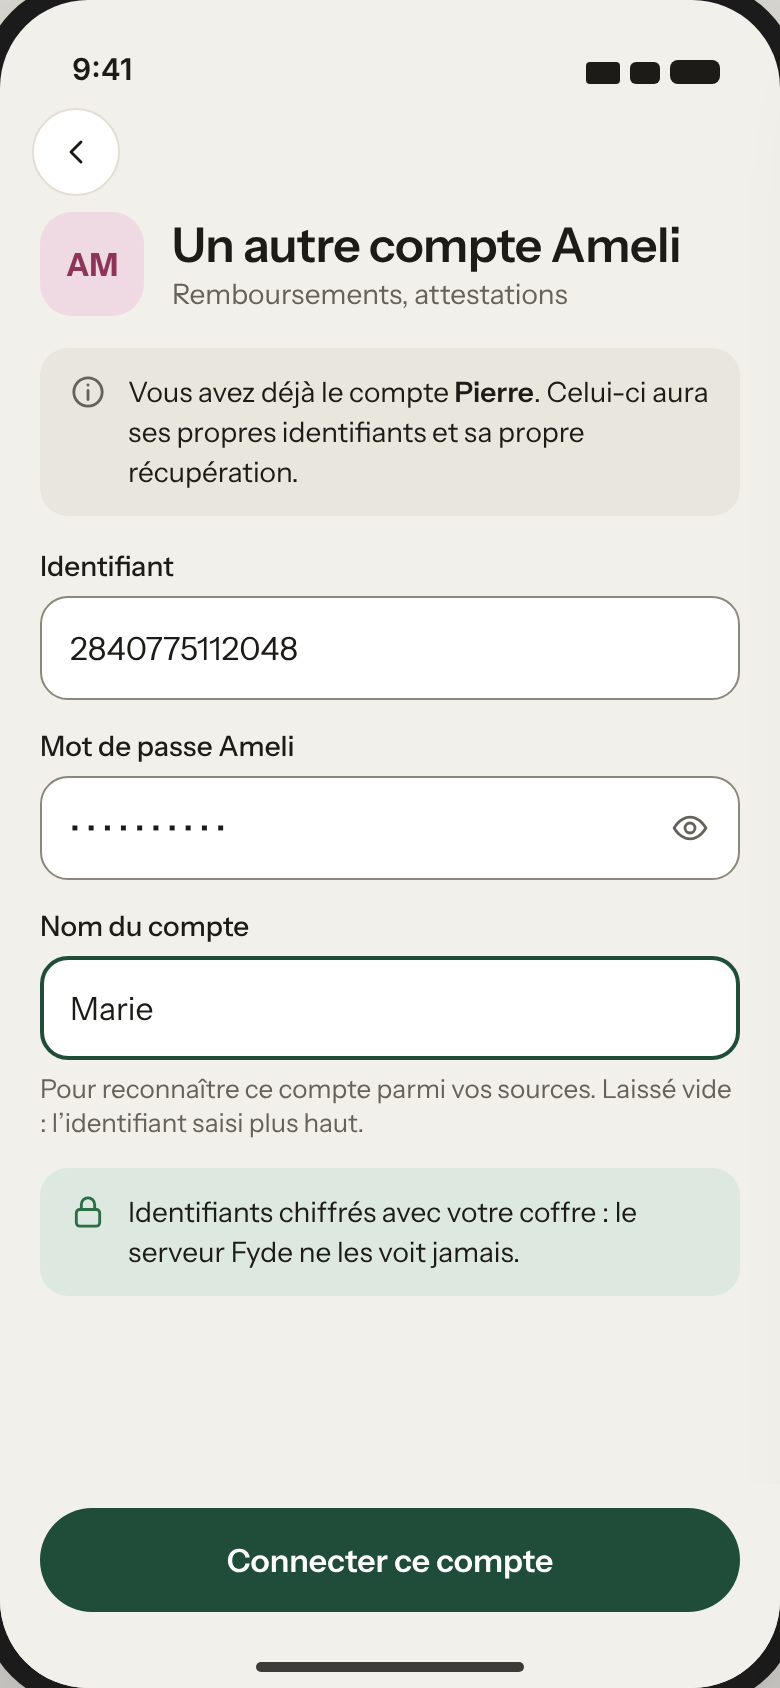 9:41
AM
Un autre compte Ameli
Remboursements, attestations
Vous avez déjà le compte Pierre. Celui-ci aura
ses propres identifiants et sa propre
récupération.
Identifiant
2840775112048
Mot de passe Ameli
··········
Nom du compte
Marie
Pour reconnaître ce compte parmi vos sources. Laissé vide
: l’identifiant saisi plus haut.
Identifiants chiffrés avec votre coffre : le
serveur Fyde ne les voit jamais.
Connecter ce compte